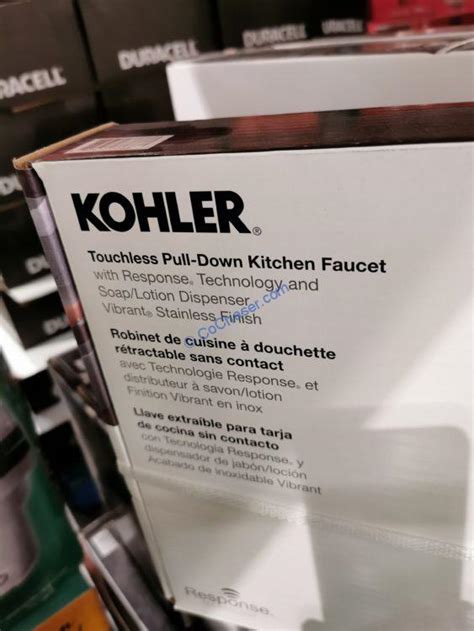 DURACELL
DURACELL
DURACELL
KOHLER®
Touchless Pull-Down Kitchen Faucet
with Response® Technology and
Soap/Lotion Dispenser
Vibrant® Stainless Finish
Robinet de cuisine à douchette
rétractable sans contact
avec Technologie Response® et
distributeur à savon/lotion
Finition Vibrant en inox
Llave extraíble para tarja
de cocina sin contacto
con Tecnología Response® y
dispensador de jabón/loción
Acabado de inoxidable Vibrant
Response®